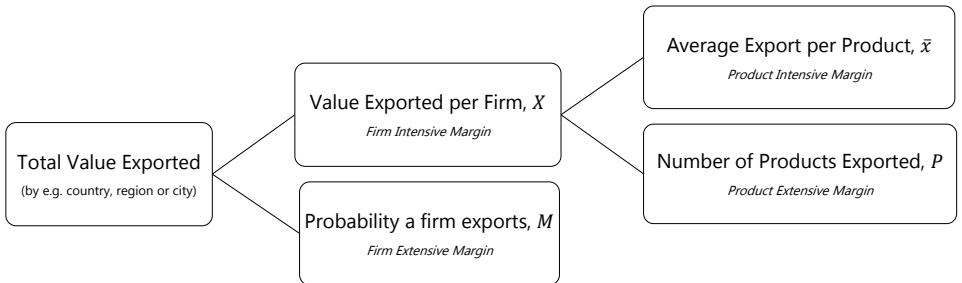 Total Value Exported
(by e.g. country, region or city)
Value Exported per Firm, X
Firm Intensive Margin
Probability a firm exports, M
Firm Extensive Margin
Average Export per Product, x̄
Product Intensive Margin
Number of Products Exported, P
Product Extensive Margin